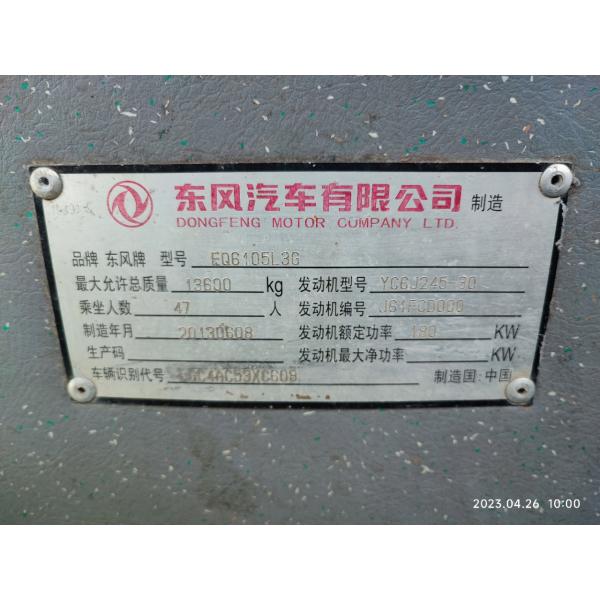 东风汽车有限公司 制造
DONGFENG MOTOR COMPANY LTD.
品牌 东风牌 型号 EQ6105L3G
最大允许总质量 13600 kg 发动机型号 YC6J245-30
乘坐人数 47 人 发动机编号
制造年月 20130608 发动机额定功率 180 KW
生产码 发动机最大净功率 KW
车辆识别代号 制造国:中国
2023.04.26 10:00